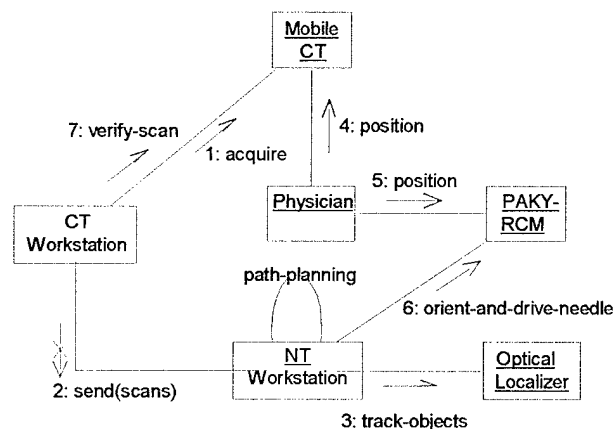 Mobile
CT
7: verify-scan
1: acquire
4: position
5: position
Physician
PAKY-
RCM
CT
Workstation
path-planning
6: orient-and-drive-needle
NT
Workstation
Optical
Localizer
2: send(scans)
3: track-objects